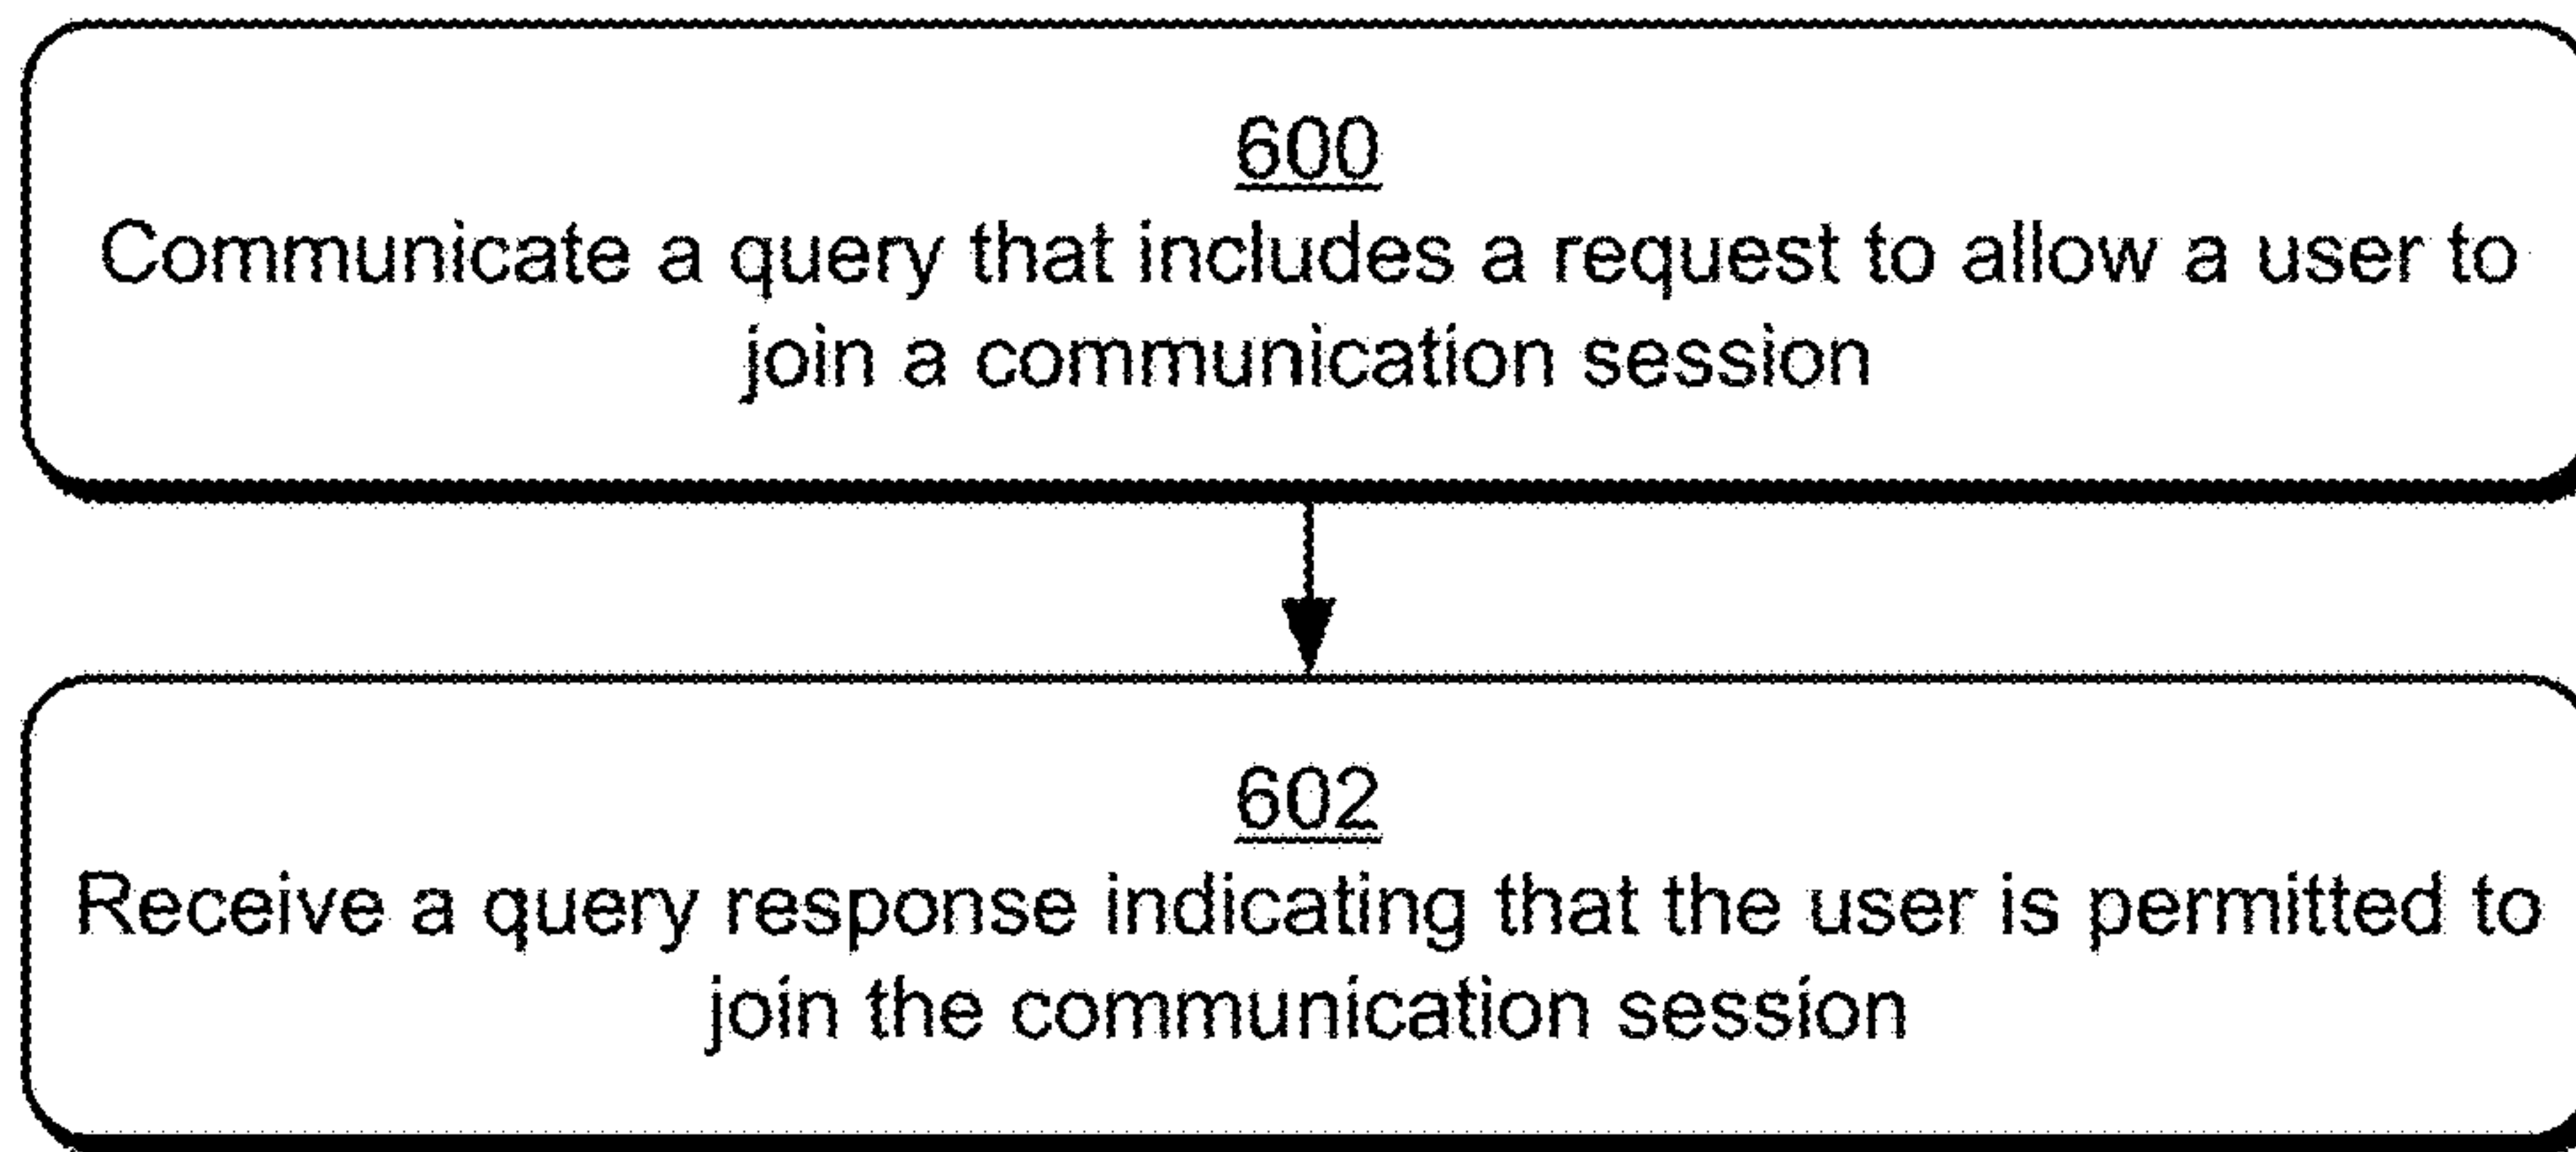 600
Communicate a query that includes a request to allow a user to
join a communication session
602
Receive a query response indicating that the user is permitted to
join the communication session